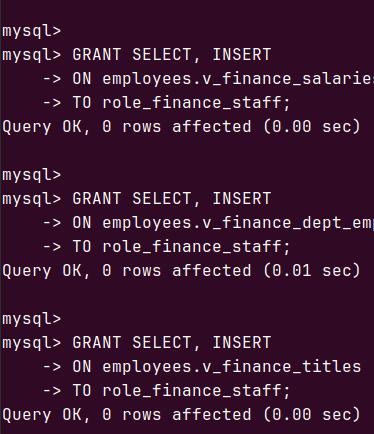 mysql>
mysql> GRANT SELECT, INSERT
    -> ON employees.v_finance_salaries
    -> TO role_finance_staff;
Query OK, 0 rows affected (0.00 sec)
mysql>
mysql> GRANT SELECT, INSERT
    -> ON employees.v_finance_dept_emp
    -> TO role_finance_staff;
Query OK, 0 rows affected (0.01 sec)
mysql>
mysql> GRANT SELECT, INSERT
    -> ON employees.v_finance_titles
    -> TO role_finance_staff;
Query OK, 0 rows affected (0.00 sec)